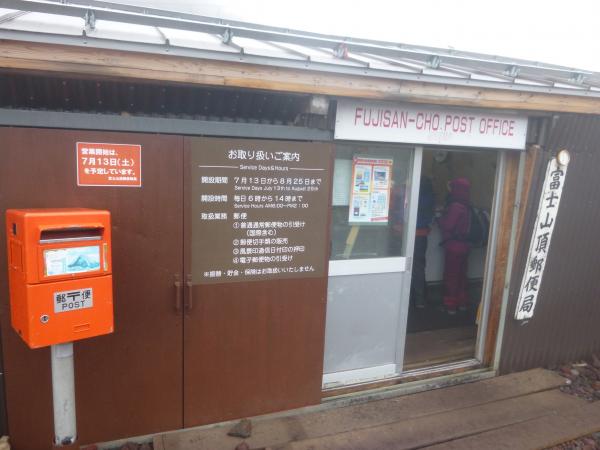 営業開始は、
7月13日(土)
を予定しています。
お取り扱いご案内
Service Days&Hours
開設期間 7月13日から8月25日まで
Service Days July 13th to August 25th
開設時間 毎日6時から14時まで
Service Hours AM6:00~PM2:00
取扱業務 郵便
①普通通常郵便物の引受け
(国際含む)
②郵便切手類の販売
③風景印通信日付印の押印
④電子郵便物の引受け
※振替・貯金・保険はお取扱いいたしません
FUJISAN-CHO POST OFFICE
富士山頂郵便局
郵〒便
POST